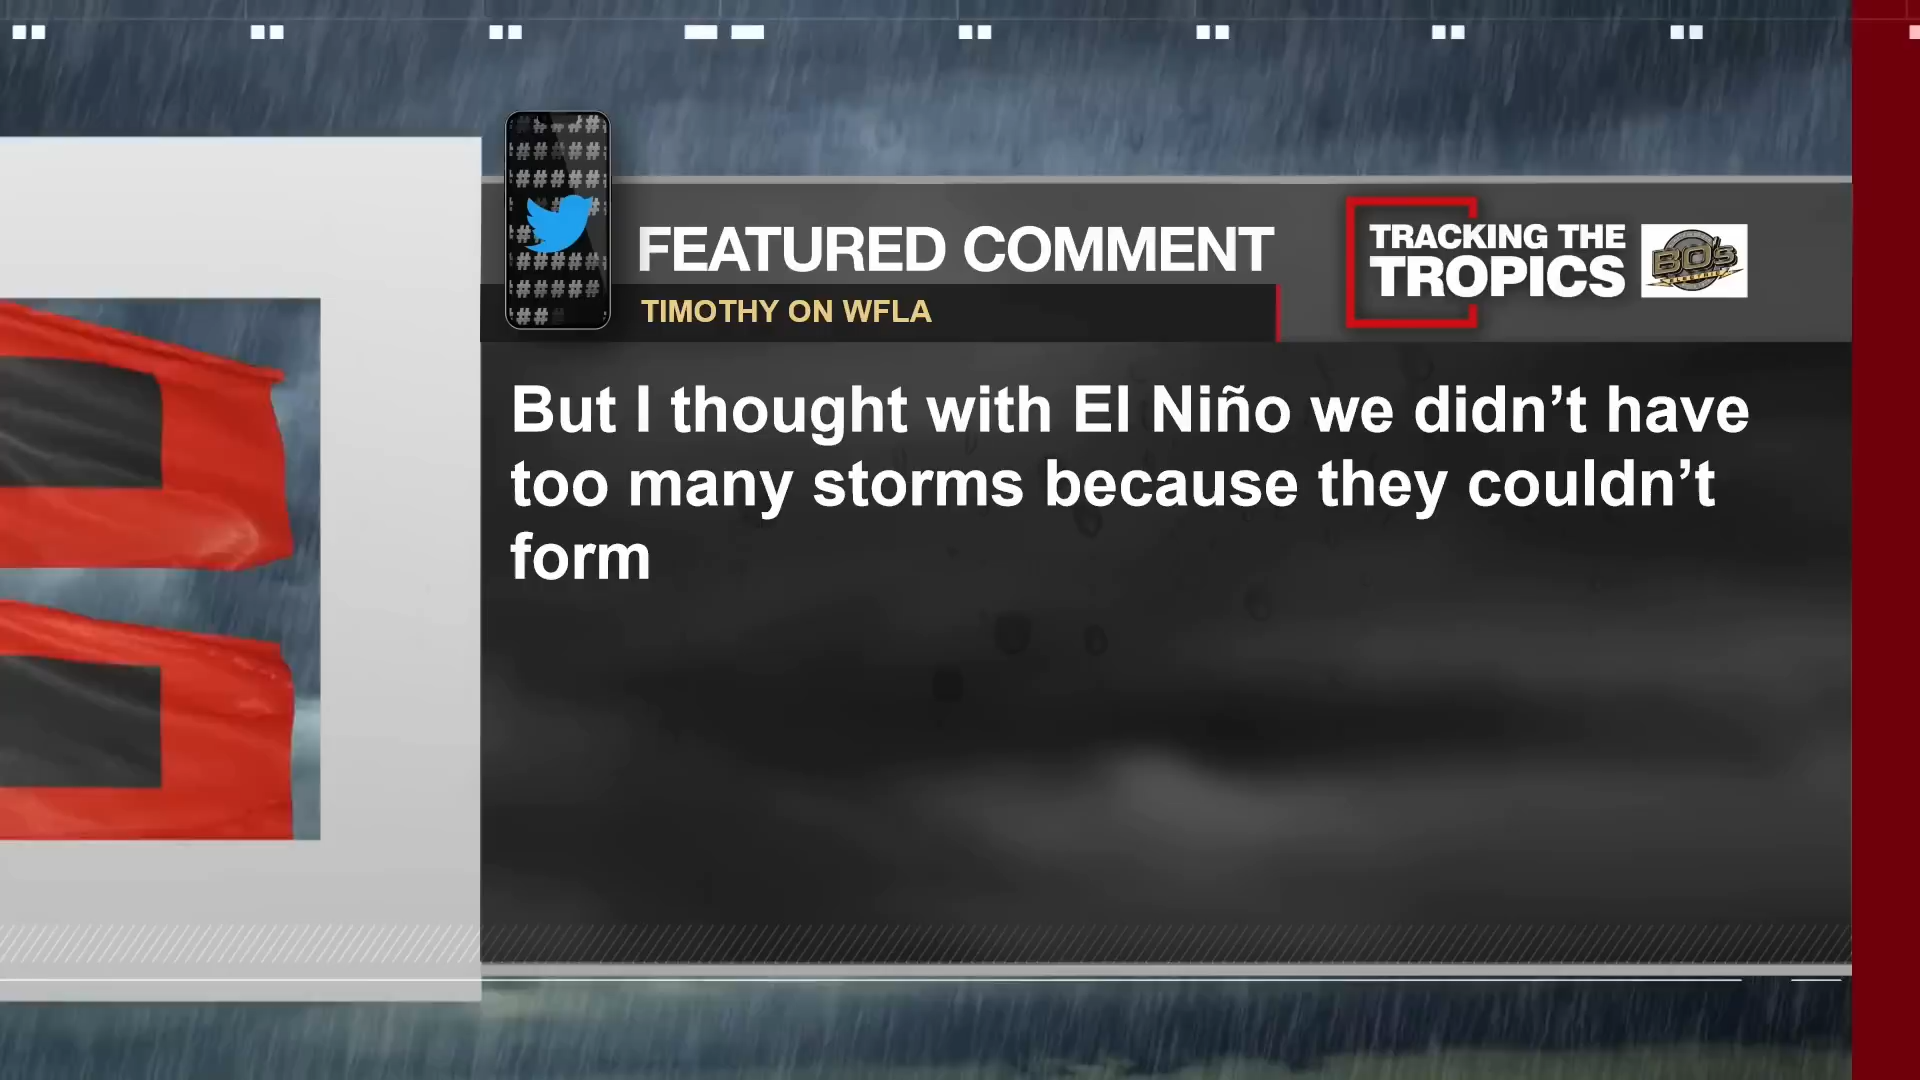 FEATURED COMMENT
TIMOTHY ON WFLA
TRACKING THE
TROPICS
BO's
But I thought with El Niño we didn’t have
too many storms because they couldn’t
form